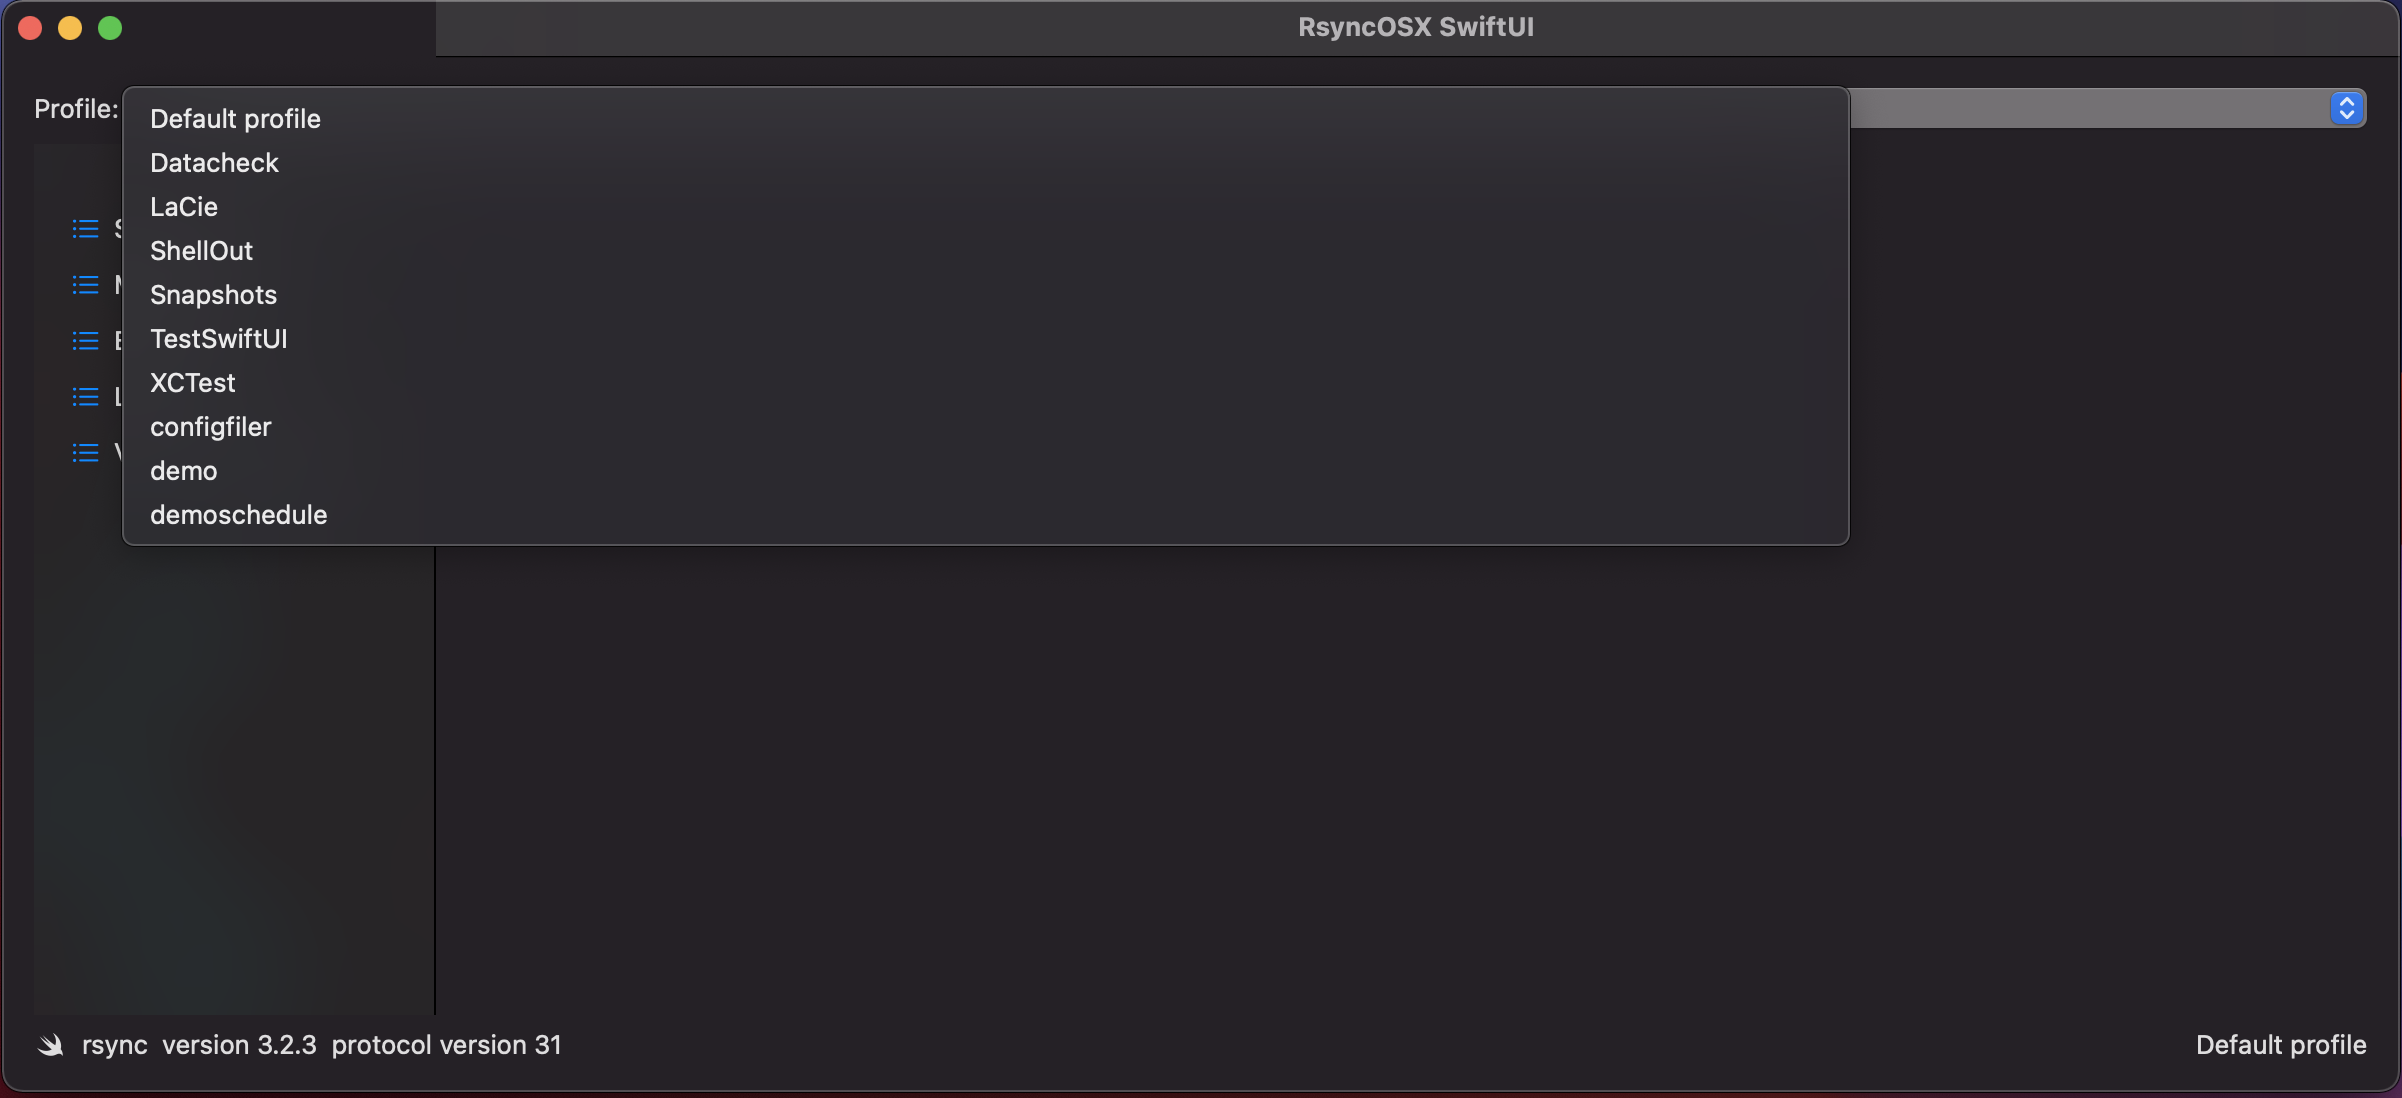 RsyncOSX SwiftUI
Profile:
Default profile
Datacheck
LaCie
ShellOut
Snapshots
TestSwiftUI
XCTest
configfiler
demo
demoschedule
rsync version 3.2.3 protocol version 31
Default profile